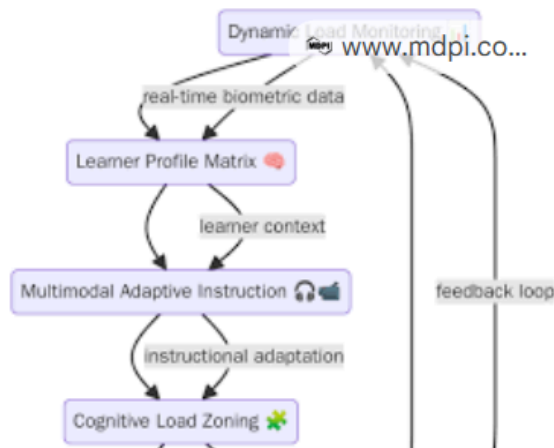 Dynamic Load Monitoring 📊
MDPI www.mdpi.co...
real-time biometric data
Learner Profile Matrix 🧠
learner context
Multimodal Adaptive Instruction 🎧📹
feedback loop
instructional adaptation
Cognitive Load Zoning 🧩